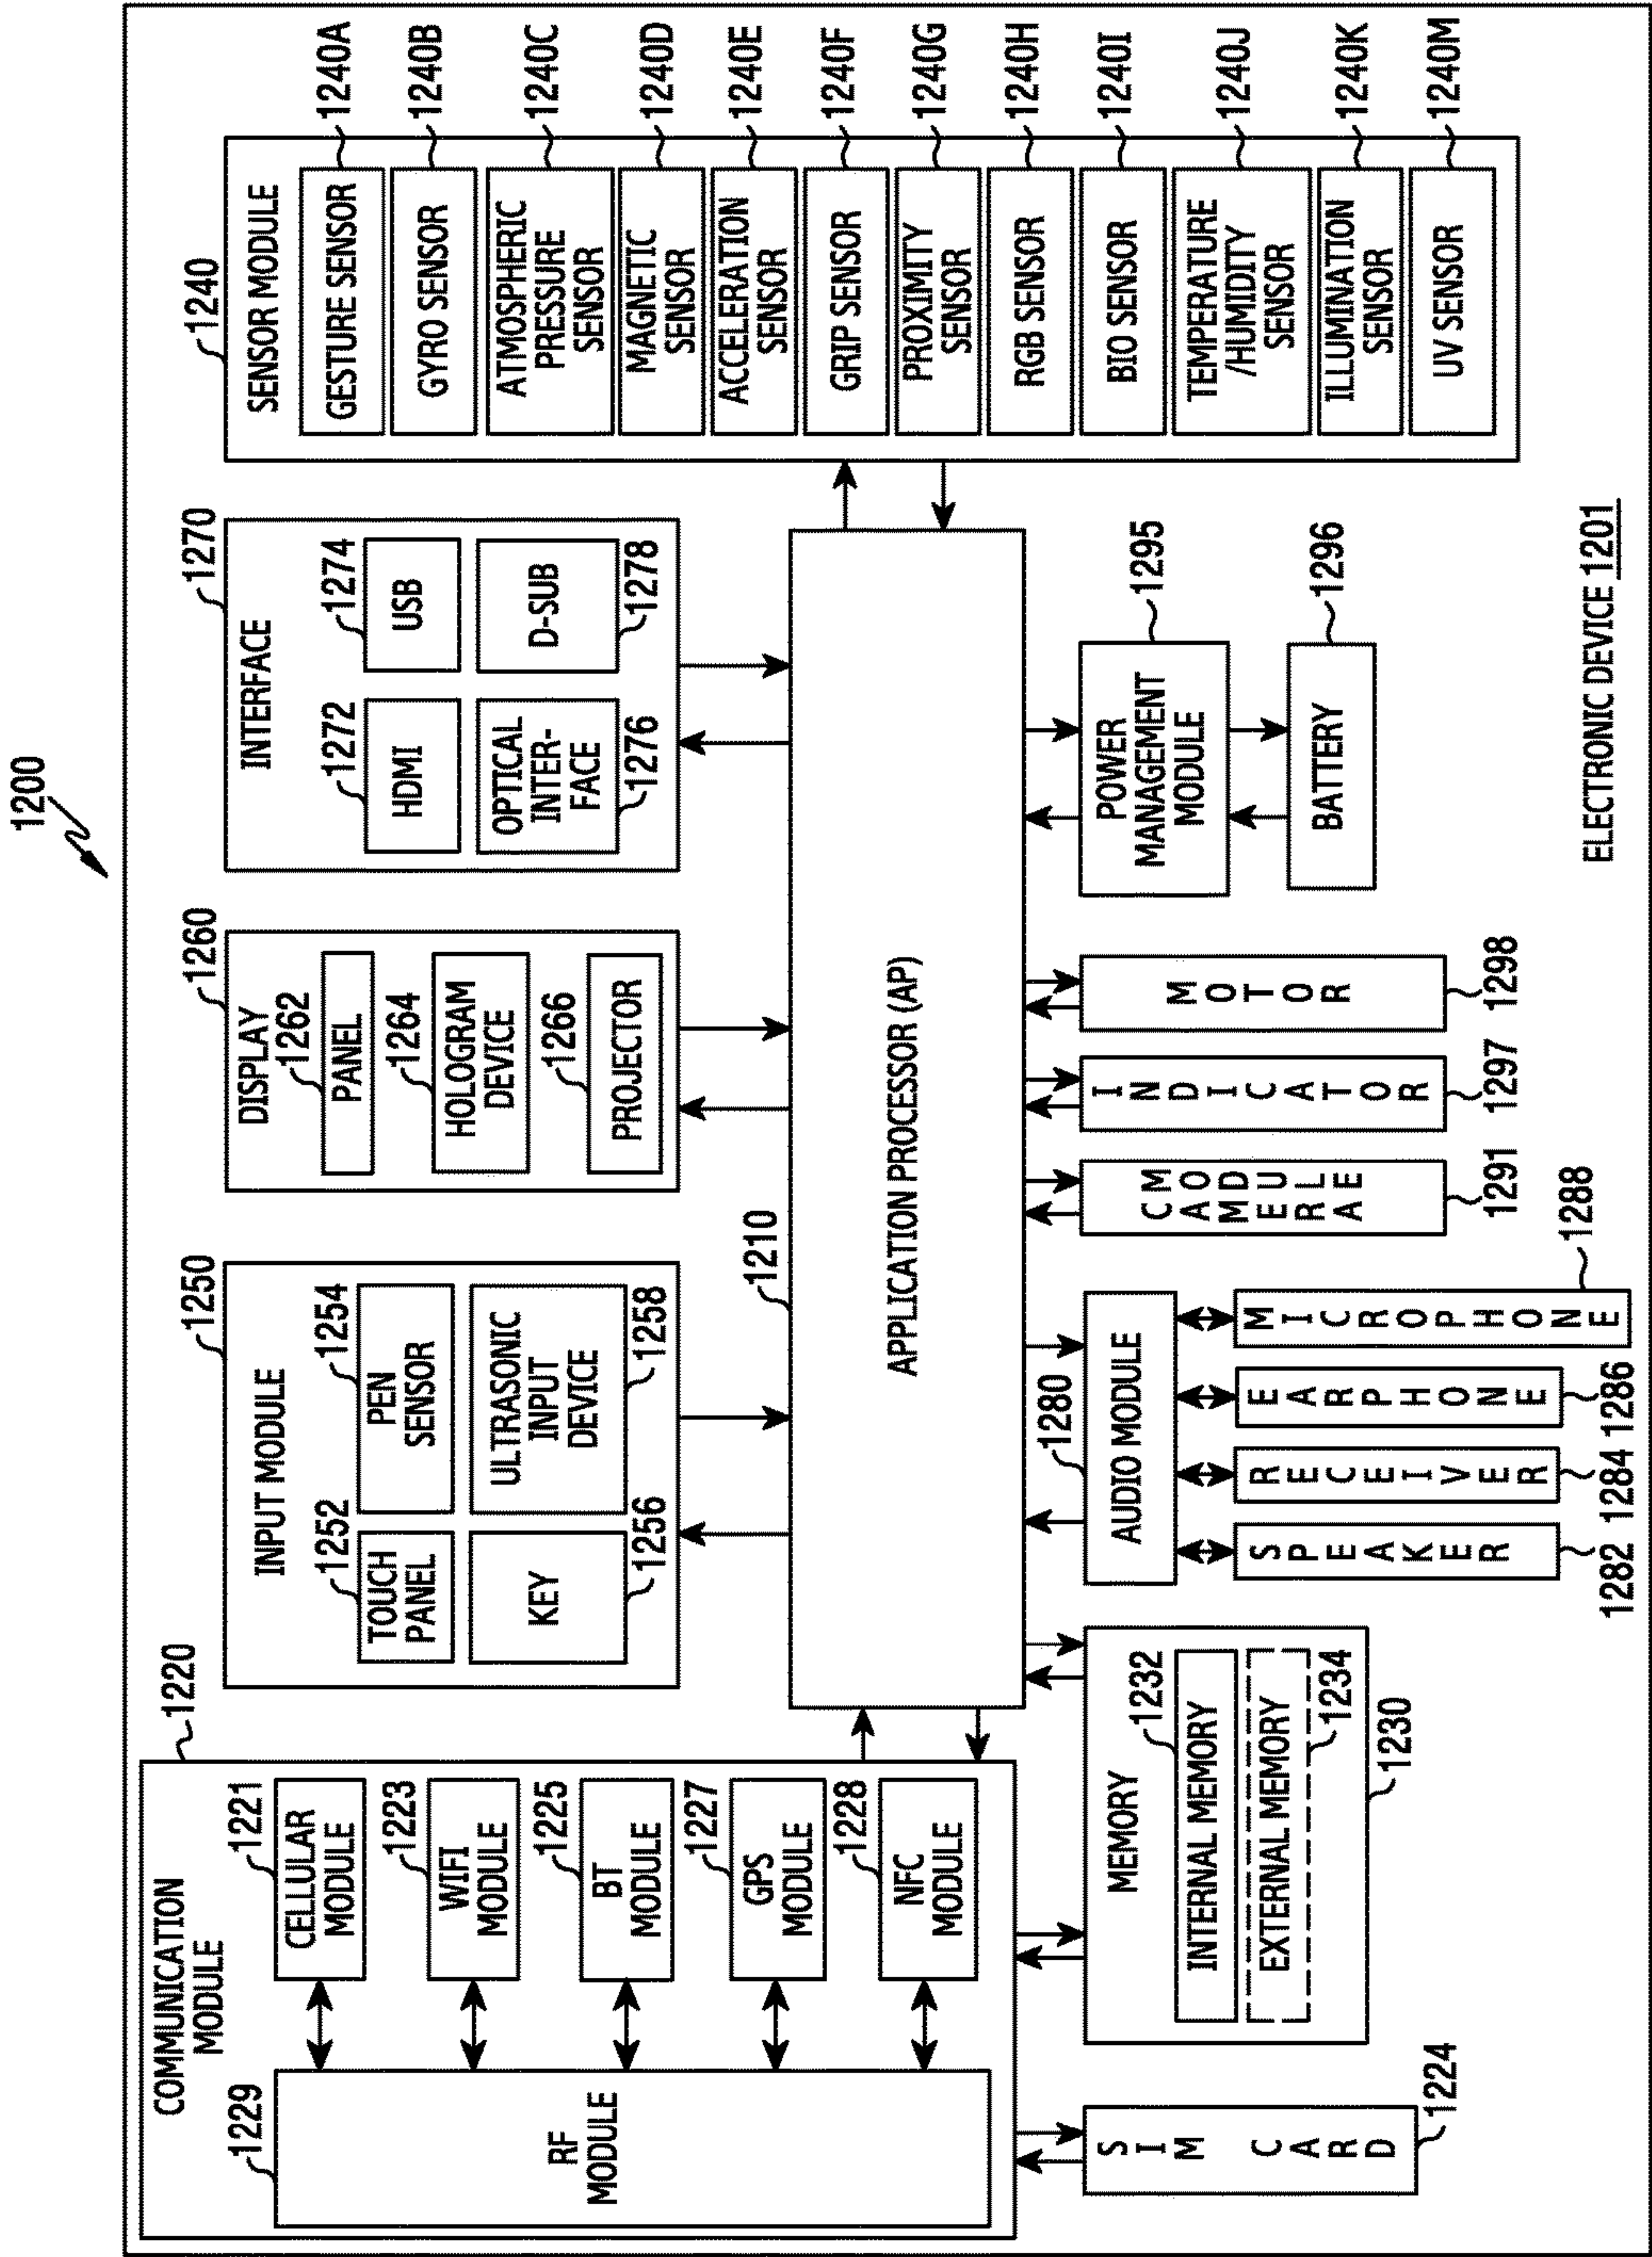 1200
COMMUNICATION
MODULE
1220
1229
RF
MODULE
1221
CELLULAR
MODULE
1223
WIFI
MODULE
1225
BT
MODULE
1227
GPS
MODULE
1228
NFC
MODULE
1250
INPUT MODULE
1252
TOUCH
PANEL
1254
PEN
SENSOR
KEY
1256
ULTRASONIC
INPUT
DEVICE
1258
1260
DISPLAY
1262
PANEL
1264
HOLOGRAM
DEVICE
1266
PROJECTOR
1270
INTERFACE
1272
HDMI
1274
USB
OPTICAL
INTER-
FACE
1276
D-SUB
1278
1240
SENSOR MODULE
GESTURE SENSOR
1240A
GYRO SENSOR
1240B
ATMOSPHERIC
PRESSURE
SENSOR
1240C
MAGNETIC
SENSOR
1240D
ACCELERATION
SENSOR
1240E
GRIP SENSOR
1240F
PROXIMITY
SENSOR
1240G
RGB SENSOR
1240H
BIO SENSOR
1240I
TEMPERATURE
/HUMIDITY
SENSOR
1240J
ILLUMINATION
SENSOR
1240K
UV SENSOR
1240M
1210
APPLICATION PROCESSOR (AP)
SIM CARD
1224
MEMORY
1232
INTERNAL MEMORY
EXTERNAL MEMORY
1234
1230
1280
AUDIO MODULE
SPEAKER
1282
RECEIVER
1284
EARPHONE
1286
MICROPHONE
1288
CAMERA
MODULE
1291
INDICATOR
1297
MOTOR
1298
POWER
MANAGEMENT
MODULE
1295
BATTERY
1296
ELECTRONIC DEVICE 1201